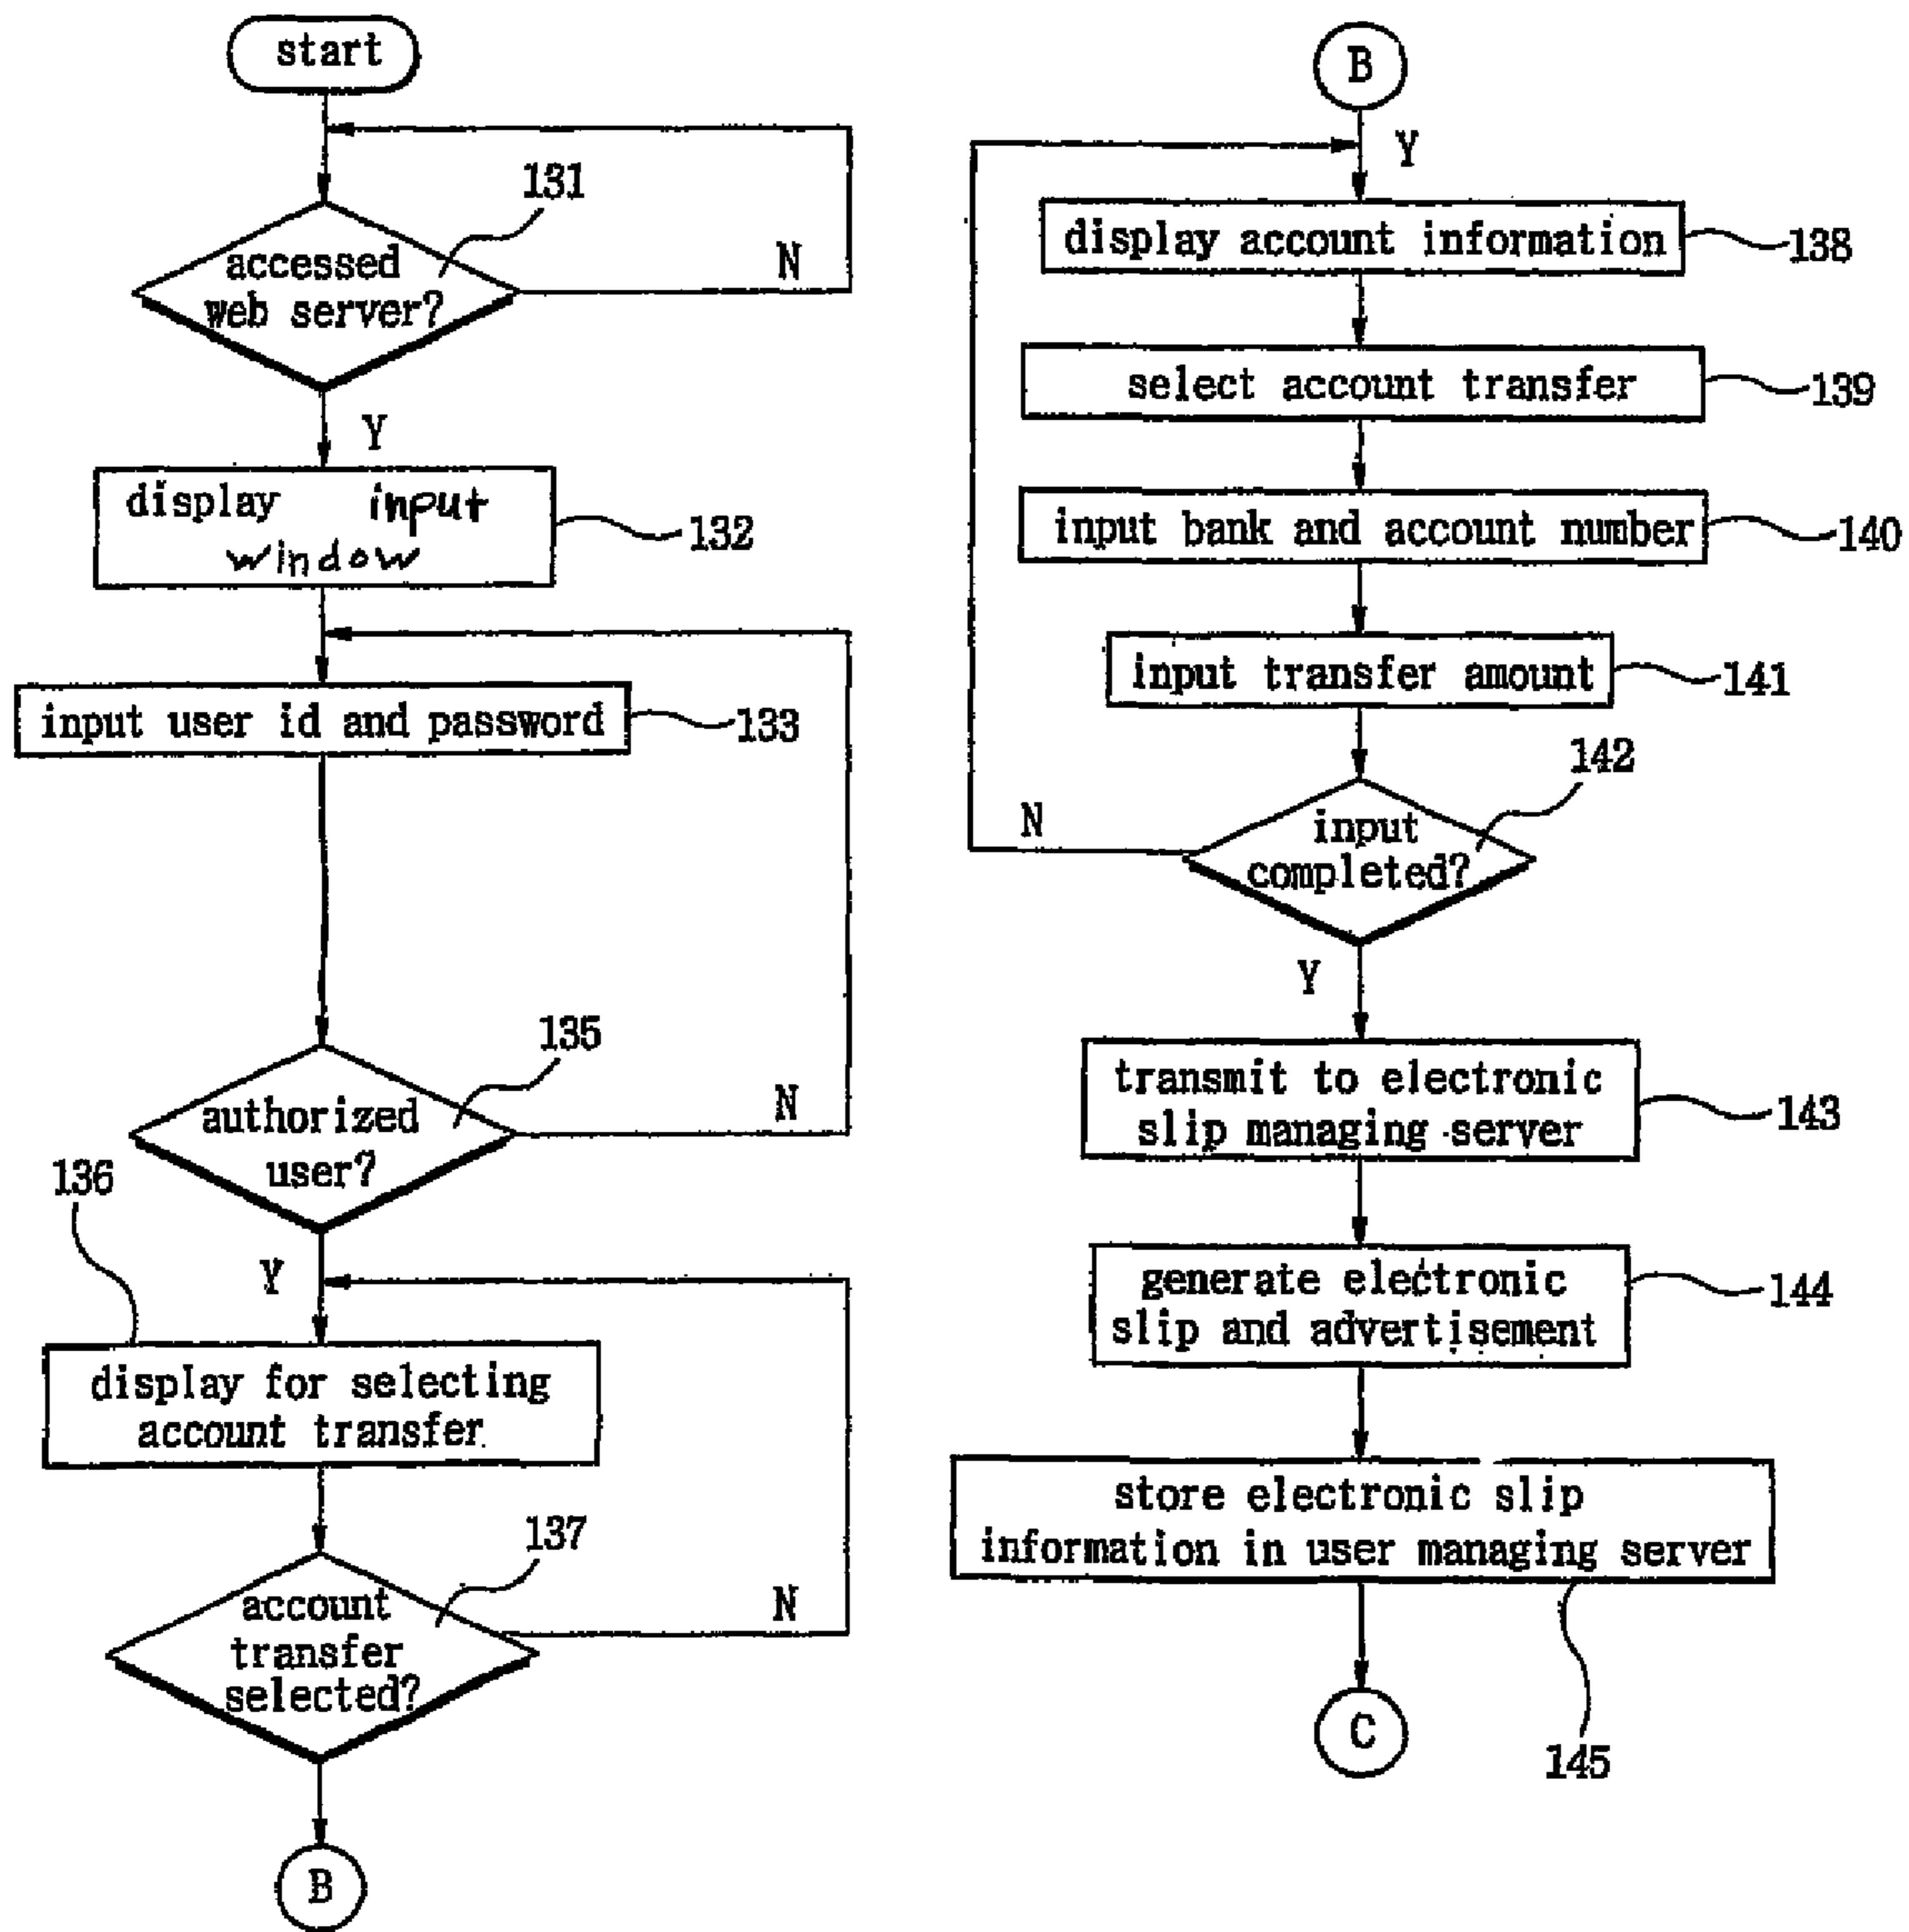 start
131
accessed
web server?
N
Y
display input
window
132
input user id and password
133
135
authorized
user?
N
136
Y
display for selecting
account transfer
137
account
transfer
selected?
N
B
B
Y
display account information
138
select account transfer
139
input bank and account number
140
input transfer amount
141
142
input
completed?
N
Y
transmit to electronic
slip managing server
143
generate electronic
slip and advertisement
144
store electronic slip
information in user managing server
145
C